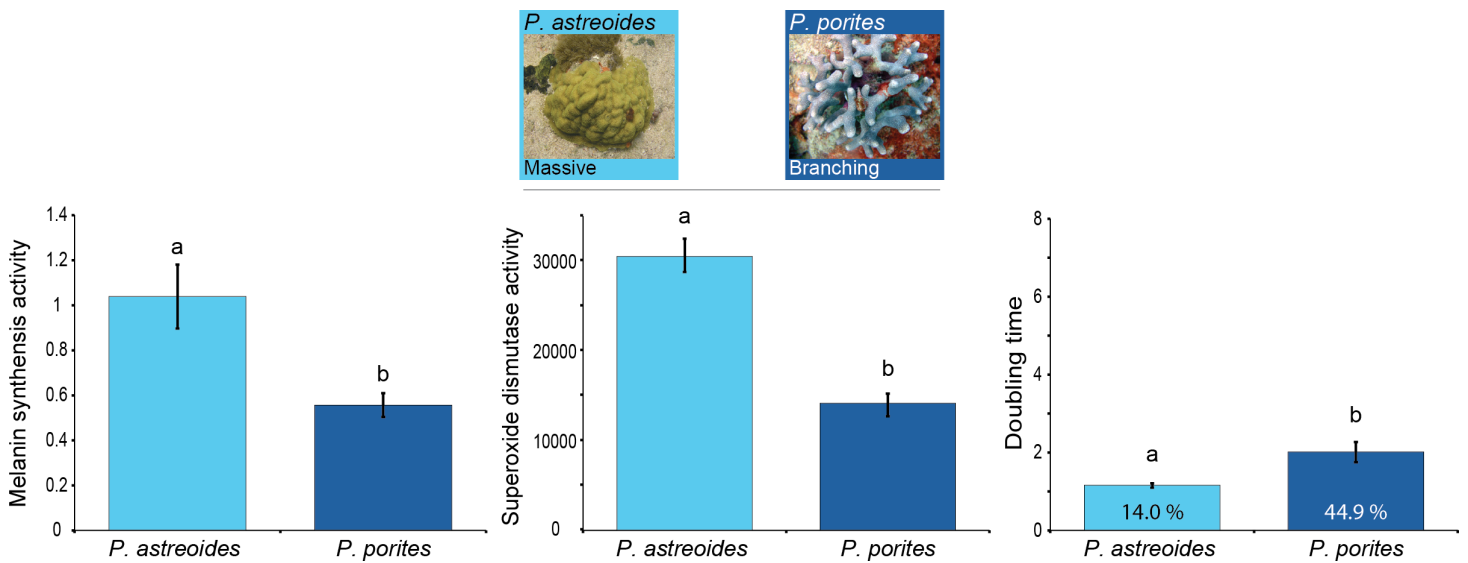 P. astreoides
Massive
P. porites
Branching
Melanin synthensis activity
1.4
1.2
1
0.8
0.6
0.4
0.2
0
a
b
P. astreoides
P. porites
Superoxide dismutase activity
30000
20000
10000
0
a
b
P. astreoides
P. porites
Doubling time
8
6
4
2
0
a
b
14.0 %
44.9 %
P. astreoides
P. porites